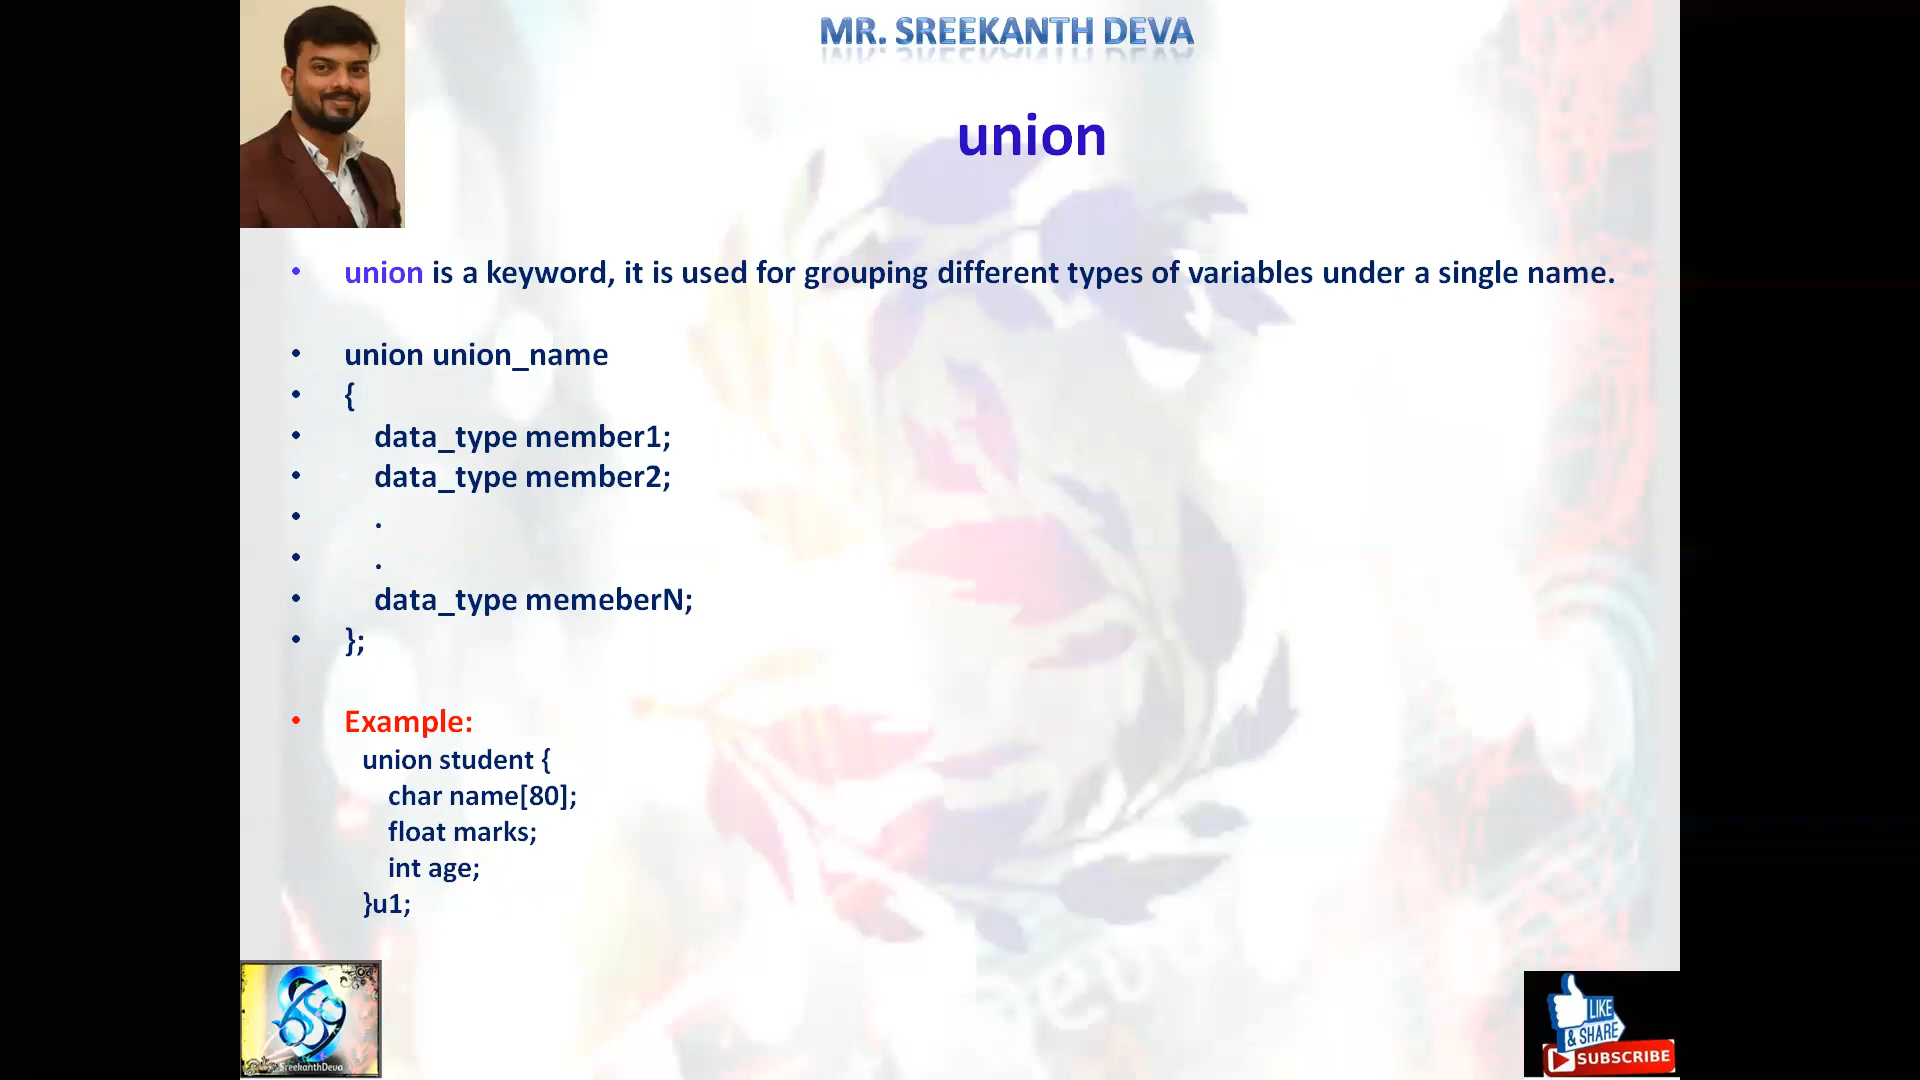 MR. SREEKANTH DEVA
union
• union is a keyword, it is used for grouping different types of variables under a single name.
• union union_name
• {
• data_type member1;
• data_type member2;
• .
• .
• data_type memeberN;
• };
• Example:
union student {
char name[80];
float marks;
int age;
}u1;
Deva
SreekanthDeva
LIKE
& SHARE
SUBSCRIBE